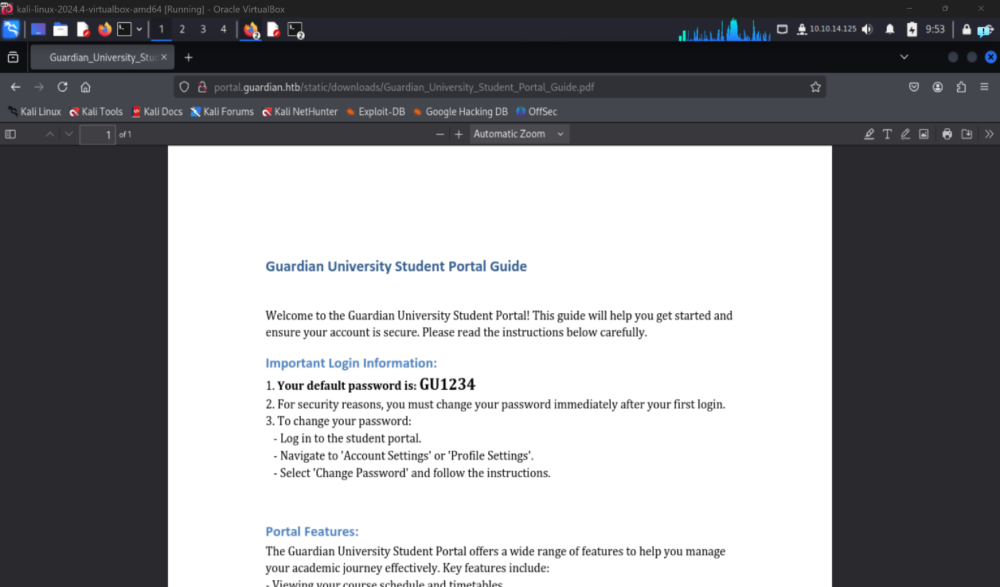 kali-linux-2024.4-virtualbox-amd64 [Running] - Oracle VirtualBox
1 2 3 4 2 2 10.10.14.125 9:53
Guardian_University_Stud
portal.guardian.htb/static/downloads/Guardian_University_Student_Portal_Guide.pdf
Kali Linux Kali Tools Kali Docs Kali Forums Kali NetHunter Exploit-DB Google Hacking DB OffSec
1 of 1 Automatic Zoom
Guardian University Student Portal Guide
Welcome to the Guardian University Student Portal! This guide will help you get started and
ensure your account is secure. Please read the instructions below carefully.
Important Login Information:
1. Your default password is: GU1234
2. For security reasons, you must change your password immediately after your first login.
3. To change your password:
- Log in to the student portal.
- Navigate to 'Account Settings' or 'Profile Settings'.
- Select 'Change Password' and follow the instructions.
Portal Features:
The Guardian University Student Portal offers a wide range of features to help you manage
your academic journey effectively. Key features include:
- Viewing your course schedule and timetables